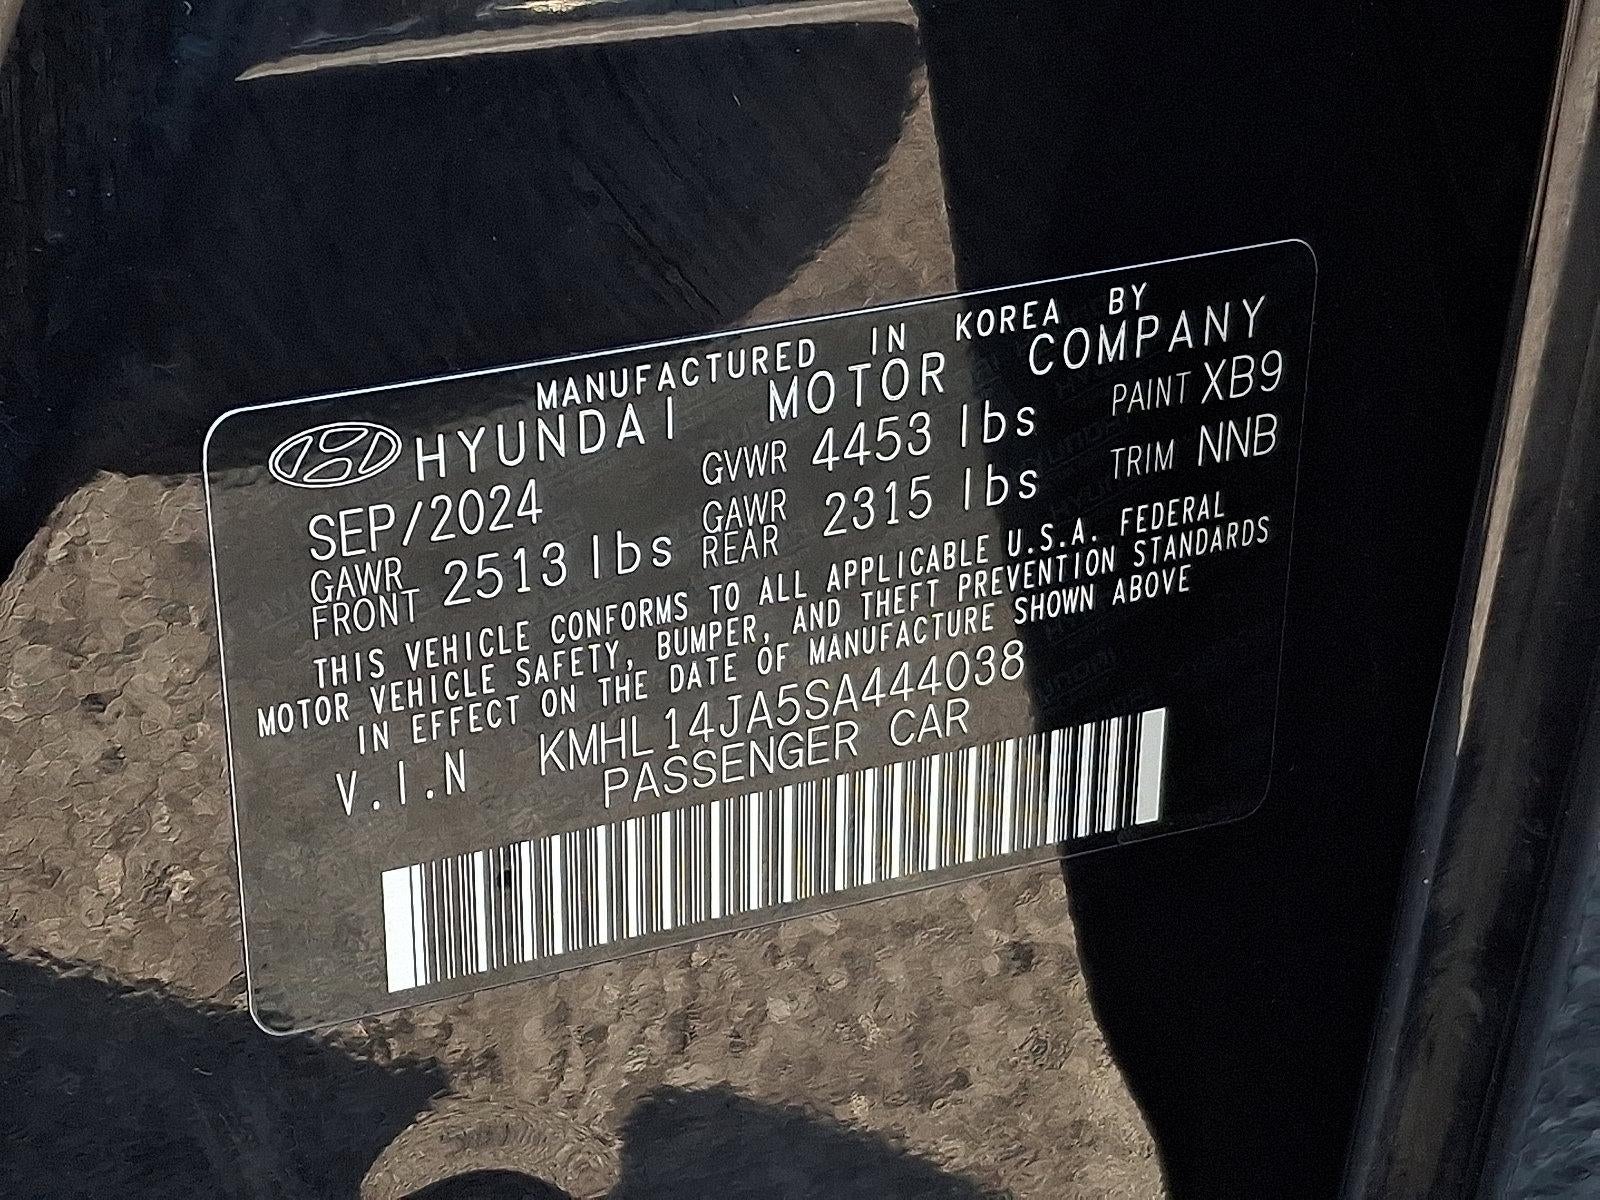 MANUFACTURED IN KOREA BY
HYUNDAI MOTOR COMPANY
SEP/2024 GVWR 4453 lbs PAINT XB9
GAWR FRONT 2513 lbs GAWR REAR 2315 lbs TRIM NNB
THIS VEHICLE CONFORMS TO ALL APPLICABLE U.S.A. FEDERAL
MOTOR VEHICLE SAFETY, BUMPER, AND THEFT PREVENTION STANDARDS
IN EFFECT ON THE DATE OF MANUFACTURE SHOWN ABOVE
V.I.N KMHL14JA5SA444038
PASSENGER CAR